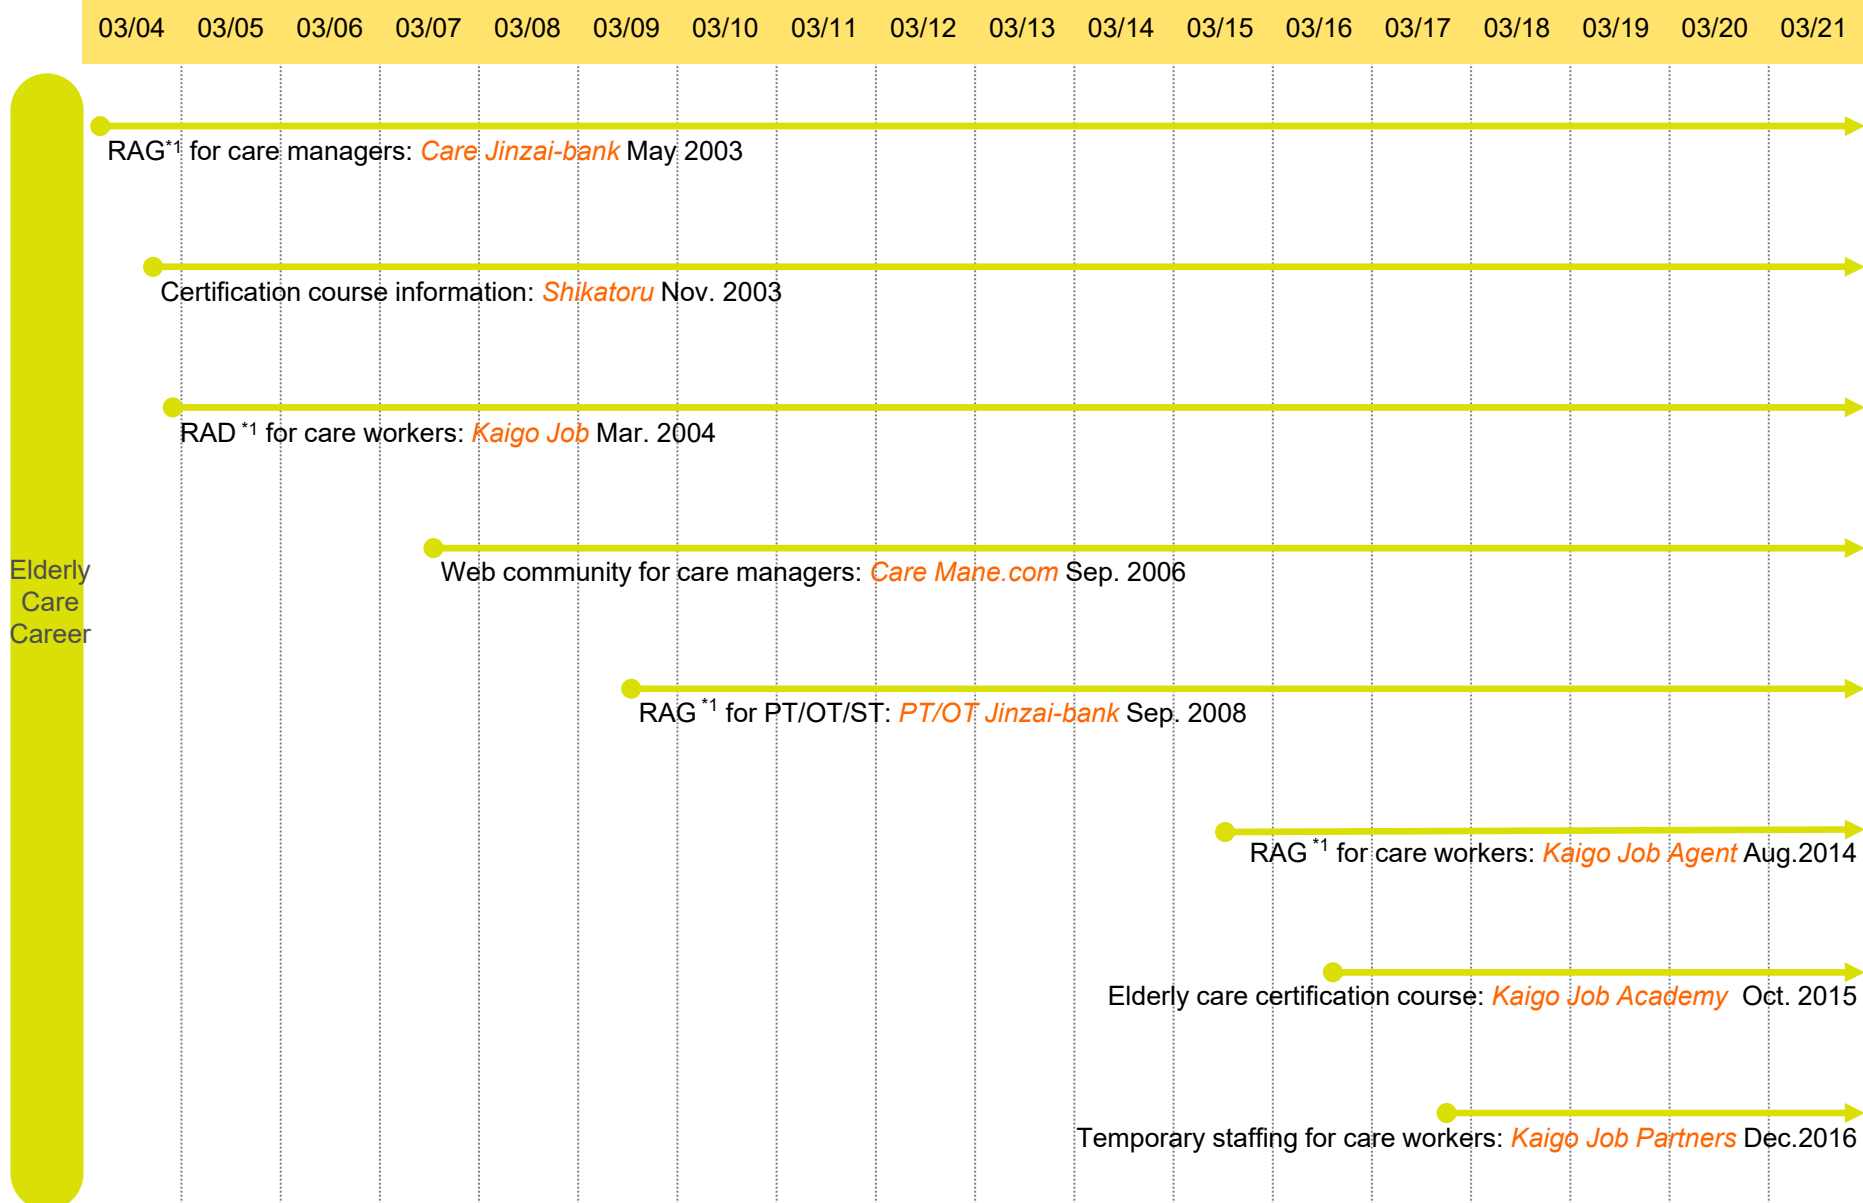 03/04 03/05 03/06 03/07 03/08 03/09 03/10 03/11 03/12 03/13 03/14 03/15 03/16 03/17 03/18 03/19 03/20 03/21
RAG*1 for care managers: Care Jinzai-bank May 2003
Certification course information: Shikatoru Nov. 2003
RAD *1 for care workers: Kaigo Job Mar. 2004
Web community for care managers: Care Mane.com Sep. 2006
Elderly
Care
Career
RAG *1 for PT/OT/ST: PT/OT Jinzai-bank Sep. 2008
RAG *1 for care workers: Kaigo Job Agent Aug.2014
Elderly care certification course: Kaigo Job Academy Oct. 2015
Temporary staffing for care workers: Kaigo Job Partners Dec.2016